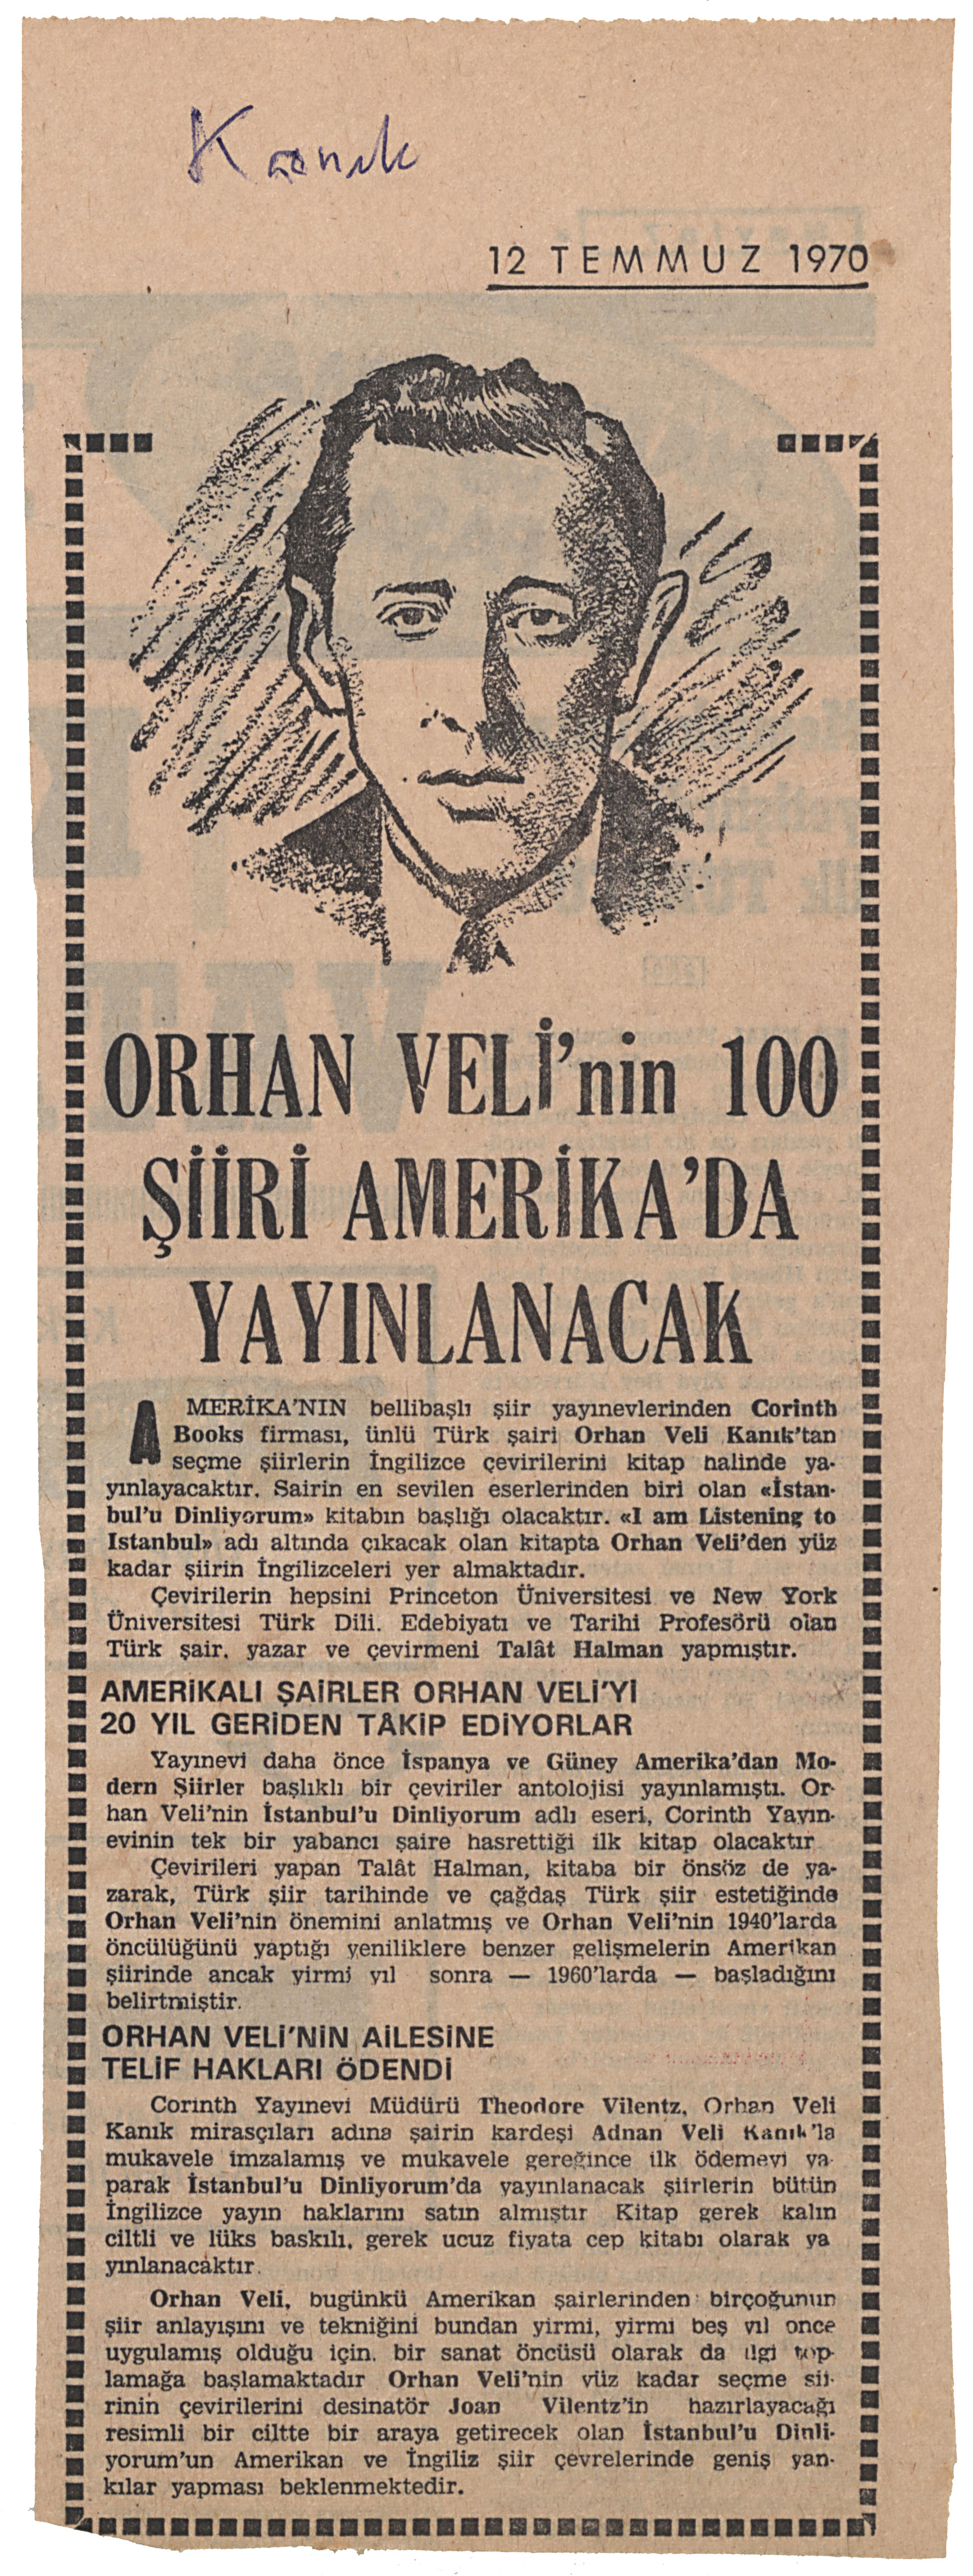 Kanık
12 TEMMUZ 1970
ORHAN VELİ'nin 100
ŞİİRİ AMERİKA'DA
YAYINLANACAK
AMERİKA'NIN bellibaşlı şiir yayınevlerinden Corinth
Books firması, ünlü Türk şairi Orhan Veli Kanık'tan
seçme şiirlerin İngilizce çevirilerini kitap halinde ya-
yınlayacaktır. Sairin en sevilen eserlerinden biri olan «İstan-
bul'u Dinliyorum» kitabın başlığı olacaktır. «I am Listening to
Istanbul» adı altında çıkacak olan kitapta Orhan Veli'den yüz
kadar şiirin İngilizceleri yer almaktadır.
Çevirilerin hepsini Princeton Üniversitesi ve New York
Üniversitesi Türk Dili. Edebiyatı ve Tarihi Profesörü olan
Türk şair. yazar ve çevirmeni Talât Halman yapmıştır.
AMERİKALI ŞAİRLER ORHAN VELİ'Yİ
20 YIL GERİDEN TÂKİP EDİYORLAR
Yayınevi daha önce İspanya ve Güney Amerika'dan Mo-
dern Şiirler başlıklı bir çeviriler antolojisi yayınlamıştı. Or-
han Veli'nin İstanbul'u Dinliyorum adlı eseri, Corinth Yayın-
evinin tek bir yabancı şaire hasrettiği ilk kitap olacaktır
Çevirileri yapan Talât Halman, kitaba bir önsöz de ya-
zarak, Türk şiir tarihinde ve çağdaş Türk şiir estetiğinde
Orhan Veli'nin önemini anlatmış ve Orhan Veli'nin 1940'larda
öncülüğünü yaptığı yeniliklere benzer gelişmelerin Amerikan
şiirinde ancak yirmi yıl sonra — 1960'larda — başladığını
belirtmiştir.
ORHAN VELİ'NİN AİLESİNE
TELİF HAKLARI ÖDENDİ
Corinth Yayınevi Müdürü Theodore Vilentz, Orhan Veli
Kanık mirasçıları adına şairin kardeşi Adnan Veli Kanık'la
mukavele imzalamış ve mukavele gereğince ilk ödemeyi ya-
parak İstanbul'u Dinliyorum'da yayınlanacak şiirlerin bütün
İngilizce yayın haklarını satın almıştır Kitap gerek kalın
ciltli ve lüks baskılı, gerek ucuz fiyata cep kitabı olarak ya
yınlanacaktır.
Orhan Veli, bugünkü Amerikan şairlerinden birçoğunun
şiir anlayışını ve tekniğini bundan yirmi, yirmi beş yıl once
uygulamış olduğu için. bir sanat öncüsü olarak da ilgi top-
lamağa başlamaktadır Orhan Veli'nin yüz kadar seçme şii-
rinin çevirilerini desinatör Joan Vilentz'in hazırlayacağı
resimli bir ciltte bir araya getirecek olan İstanbul'u Dinli-
yorum'un Amerikan ve İngiliz şiir çevrelerinde geniş yan-
kılar yapması beklenmektedir.